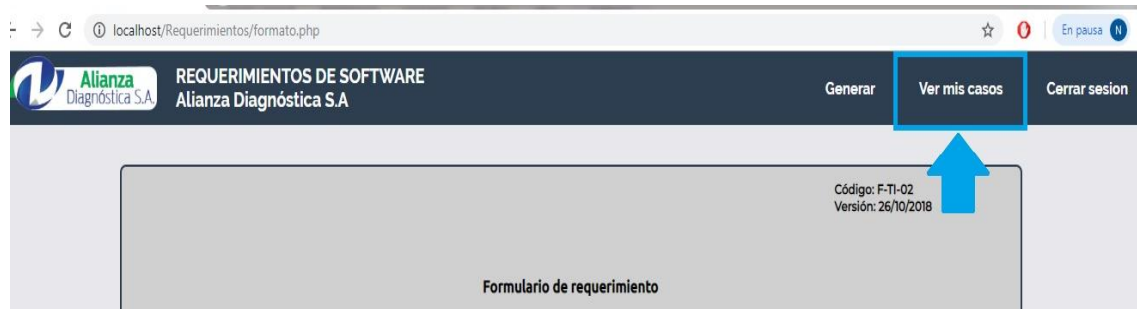 localhost/Requerimientos/formato.php
En pausa N
Alianza
Diagnóstica S.A.
REQUERIMIENTOS DE SOFTWARE
Alianza Diagnóstica S.A
Generar
Ver mis casos
Cerrar sesion
Código: F-TI-02
Versión: 26/10/2018
Formulario de requerimiento